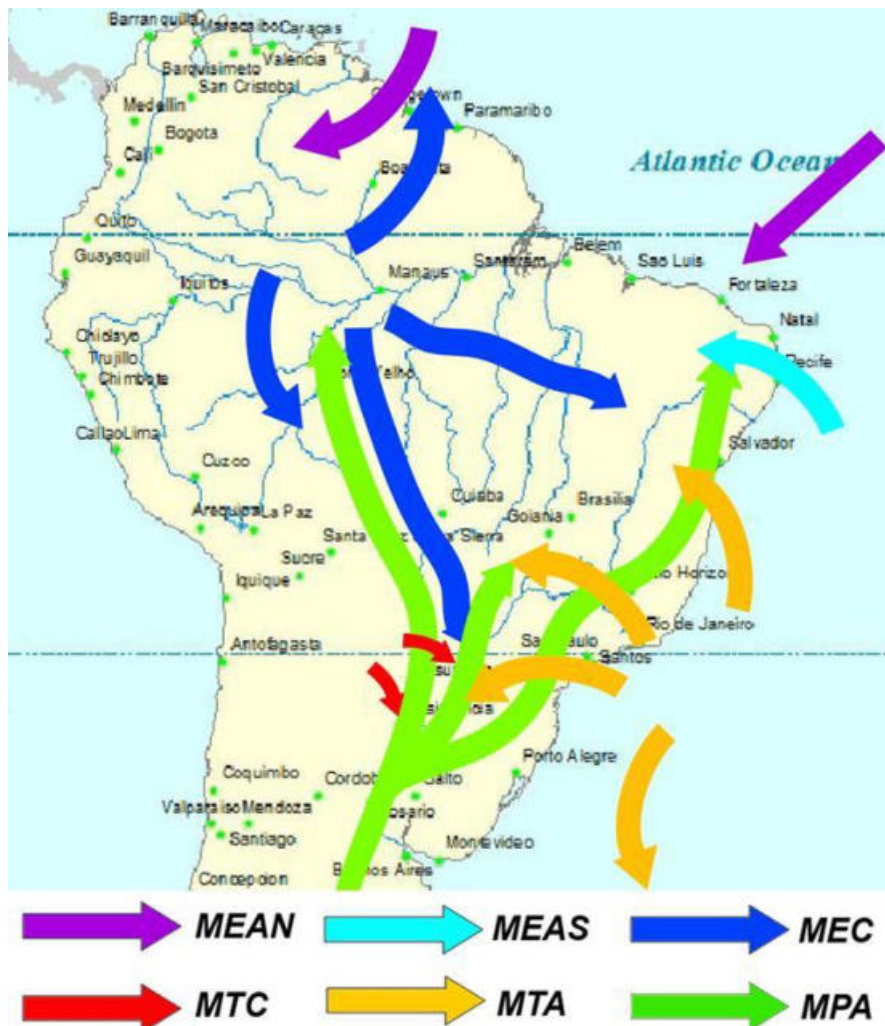 Barranquilla
Maracaibo
Caracas
Valencia
Barquisimeto
San Cristobal
Medellin
Paramaribo
Bogota
Cali
Atlantic Ocean
Quito
Guayaquil
Belem
Sao Luis
Manaus
Santarem
Iquitos
Fortaleza
Natal
Chiclayo
Trujillo
Recife
Chimbote
Callao
Lima
Salvador
Cuzco
Cuiaba
Brasilia
Goiania
Arequipa
La Paz
Sucre
Iquique
Rio de Janeiro
Antofagasta
Santos
Porto Alegre
Coquimbo
Valparaiso
Mendoza
Santiago
Montevideo
Concepcion
MEAN
MEAS
MEC
MTC
MTA
MPA